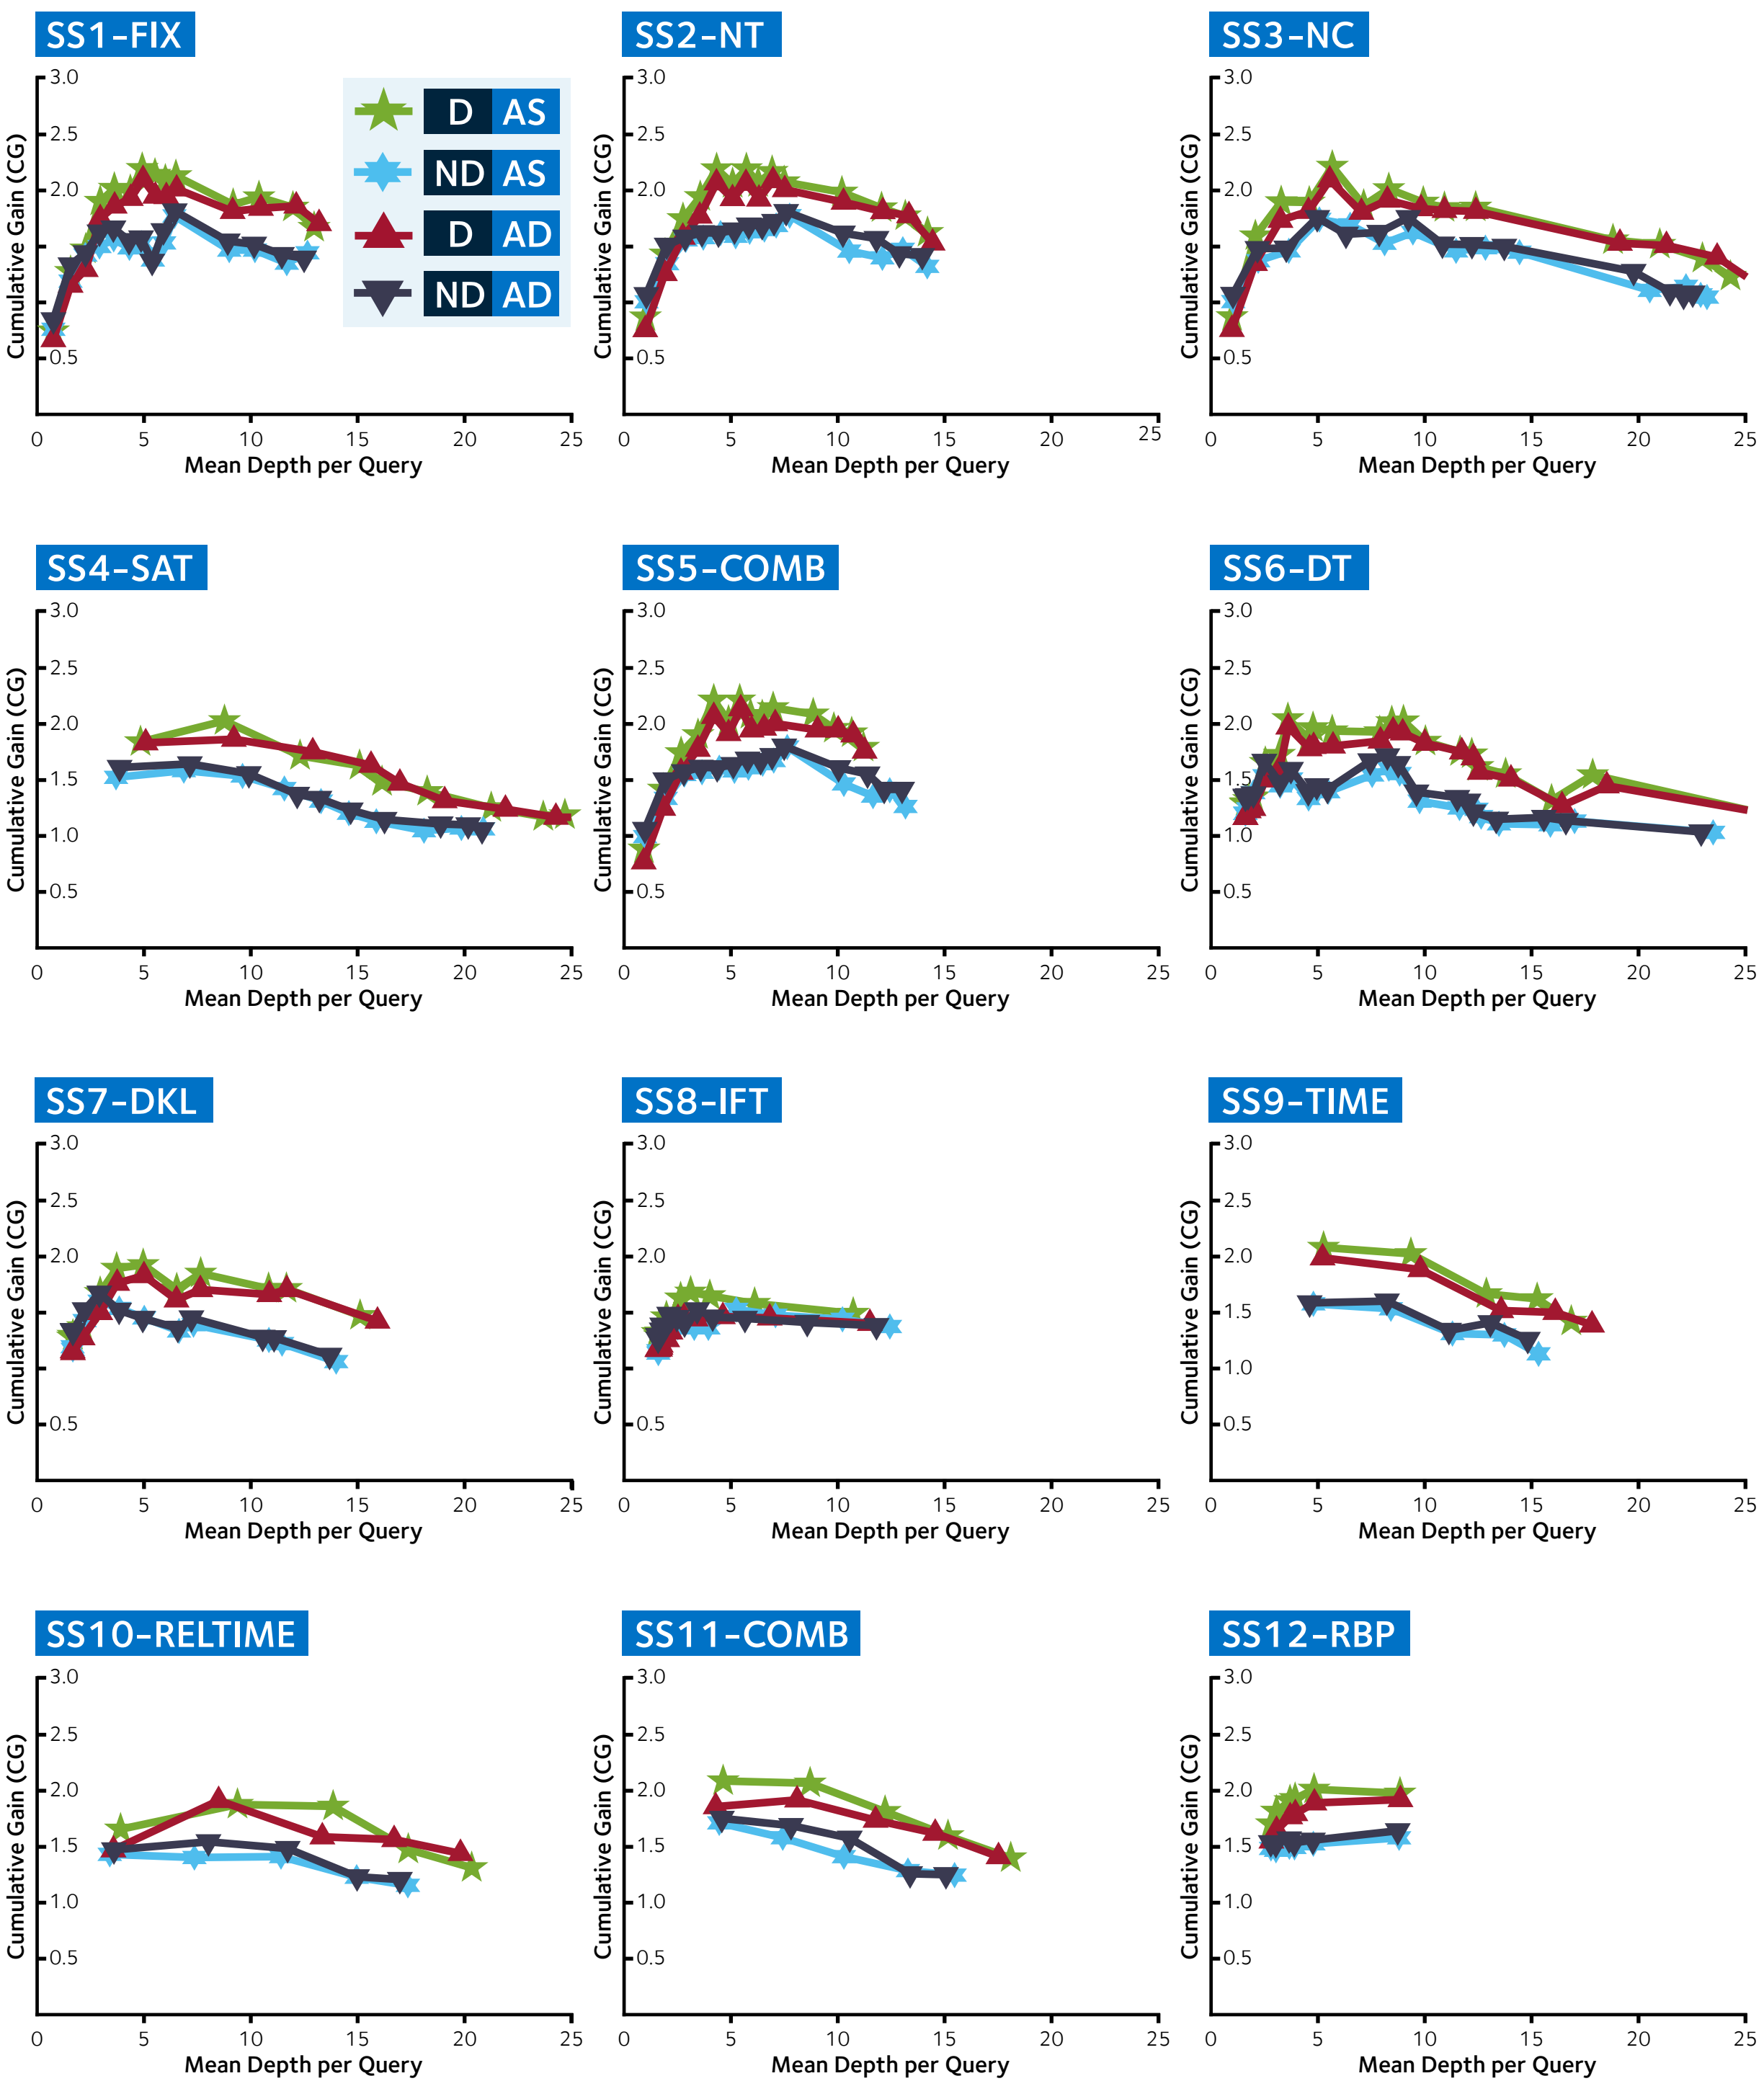 SS1-FIX
3.0
2.5
2.0
0.5
0 5 10 15 20 25
Cumulative Gain (CG)
Mean Depth per Query
D AS
ND AS
D AD
ND AD
SS2-NT
3.0
2.5
2.0
0.5
0 5 10 15 25
Cumulative Gain (CG)
Mean Depth per Query
SS3-NC
3.0
2.5
2.0
0.5
0 5 10 15 20 25
Cumulative Gain (CG)
Mean Depth per Query
SS4-SAT
3.0
2.5
2.0
1.5
1.0
0.5
0 5 10 15 20 25
Cumulative Gain (CG)
Mean Depth per Query
SS5-COMB
3.0
2.5
2.0
1.5
0.5
0 5 10 15 20 25
Cumulative Gain (CG)
Mean Depth per Query
SS6-DT
3.0
2.5
2.0
1.5
1.0
0.5
0 5 10 15 20 25
Cumulative Gain (CG)
Mean Depth per Query
SS7-DKL
3.0
2.5
2.0
0.5
0 5 10 15 20 25
Cumulative Gain (CG)
Mean Depth per Query
SS8-IFT
3.0
2.5
2.0
0.5
0 5 10 15 20 25
Cumulative Gain (CG)
Mean Depth per Query
SS9-TIME
3.0
2.5
2.0
1.5
1.0
0.5
0 5 10 15 20 25
Cumulative Gain (CG)
Mean Depth per Query
SS10-RELTIME
3.0
2.5
2.0
1.5
1.0
0.5
0 5 10 15 20 25
Cumulative Gain (CG)
Mean Depth per Query
SS11-COMB
3.0
2.5
2.0
1.5
1.0
0.5
0 5 10 15 20 25
Cumulative Gain (CG)
Mean Depth per Query
SS12-RBP
3.0
2.5
2.0
1.5
1.0
0.5
0 5 10 15 20 25
Cumulative Gain (CG)
Mean Depth per Query